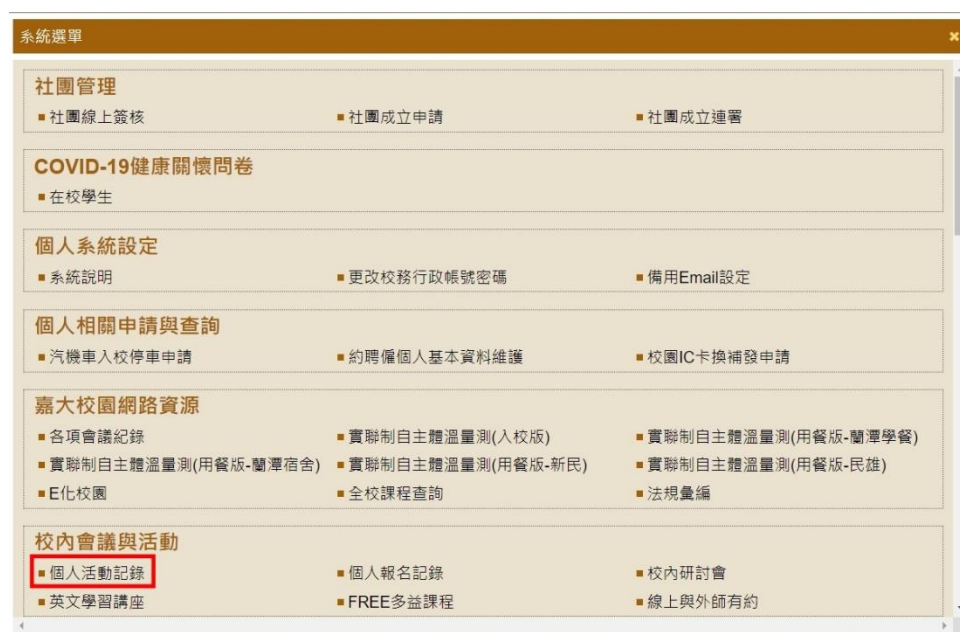 系統選單
社團管理
社團線上簽核 社團成立申請 社團成立連署
COVID-19健康關懷問卷
在校學生
個人系統設定
系統說明 更改校務行政帳號密碼 備用Email設定
個人相關申請與查詢
汽機車入校停車申請 約聘僱個人基本資料維護 校園IC卡換補發申請
嘉大校園網路資源
各項會議紀錄 實聯制自主體溫量測(入校版) 實聯制自主體溫量測(用餐版-蘭潭學餐)
實聯制自主體溫量測(用餐版-蘭潭宿舍) 實聯制自主體溫量測(用餐版-新民) 實聯制自主體溫量測(用餐版-民雄)
E化校園 全校課程查詢 法規彙編
校內會議與活動
個人活動記錄 個人報名記錄 校內研討會
英文學習講座 FREE多益課程 線上與外師有約